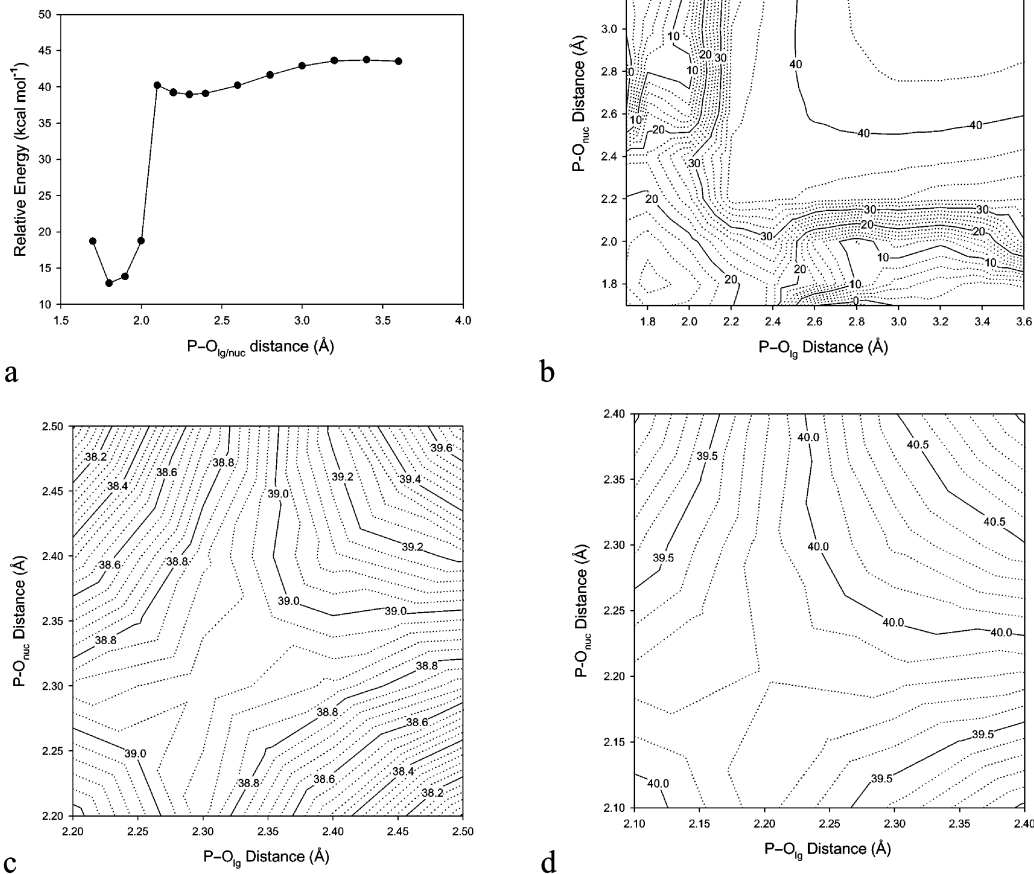 50
45
40
35
30
25
20
15
10
1.5 2.0 2.5 3.0 3.5 4.0
Relative Energy (kcal mol⁻¹)
P–Olg/nuc distance (Å)
a
3.0
2.8
2.6
2.4
2.2
2.0
1.8
1.8 2.0 2.2 2.4 2.6 2.8 3.0 3.2 3.4 3.6
P-Onuc Distance (Å)
P–Olg Distance (Å)
10 20 30 40
0 10
10 20
40
30
20
30
20
30 20
20 10 10
20 10
0
b
2.50
2.45
2.40
2.35
2.30
2.25
2.20
2.20 2.25 2.30 2.35 2.40 2.45 2.50
P-Onuc Distance (Å)
P–Olg Distance (Å)
38.2 38.8 39.6
38.6 39.2 39.4
38.4 39.0
39.2
38.6 38.8
39.0 39.0
38.8
38.8
38.8
38.6
39.0
38.4
38.8 38.6
38.2
c
2.40
2.35
2.30
2.25
2.20
2.15
2.10
2.10 2.15 2.20 2.25 2.30 2.35 2.40
P-Onuc Distance (Å)
P–Olg Distance (Å)
40.0 40.5
39.5
40.5
39.5 40.0
40.0 40.0
39.5
40.0 39.5
d